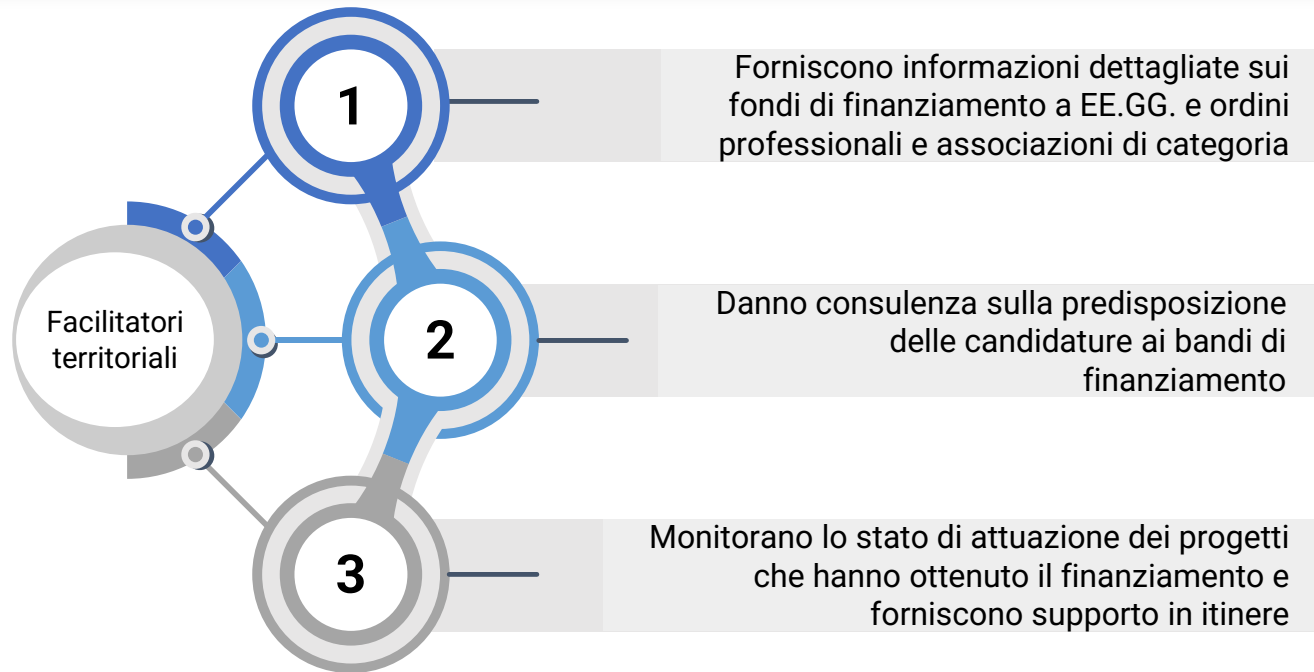 Facilitatori
territoriali
1
Forniscono informazioni dettagliate sui
fondi di finanziamento a EE.GG. e ordini
professionali e associazioni di categoria
2
Danno consulenza sulla predisposizione
delle candidature ai bandi di
finanziamento
3
Monitorano lo stato di attuazione dei progetti
che hanno ottenuto il finanziamento e
forniscono supporto in itinere